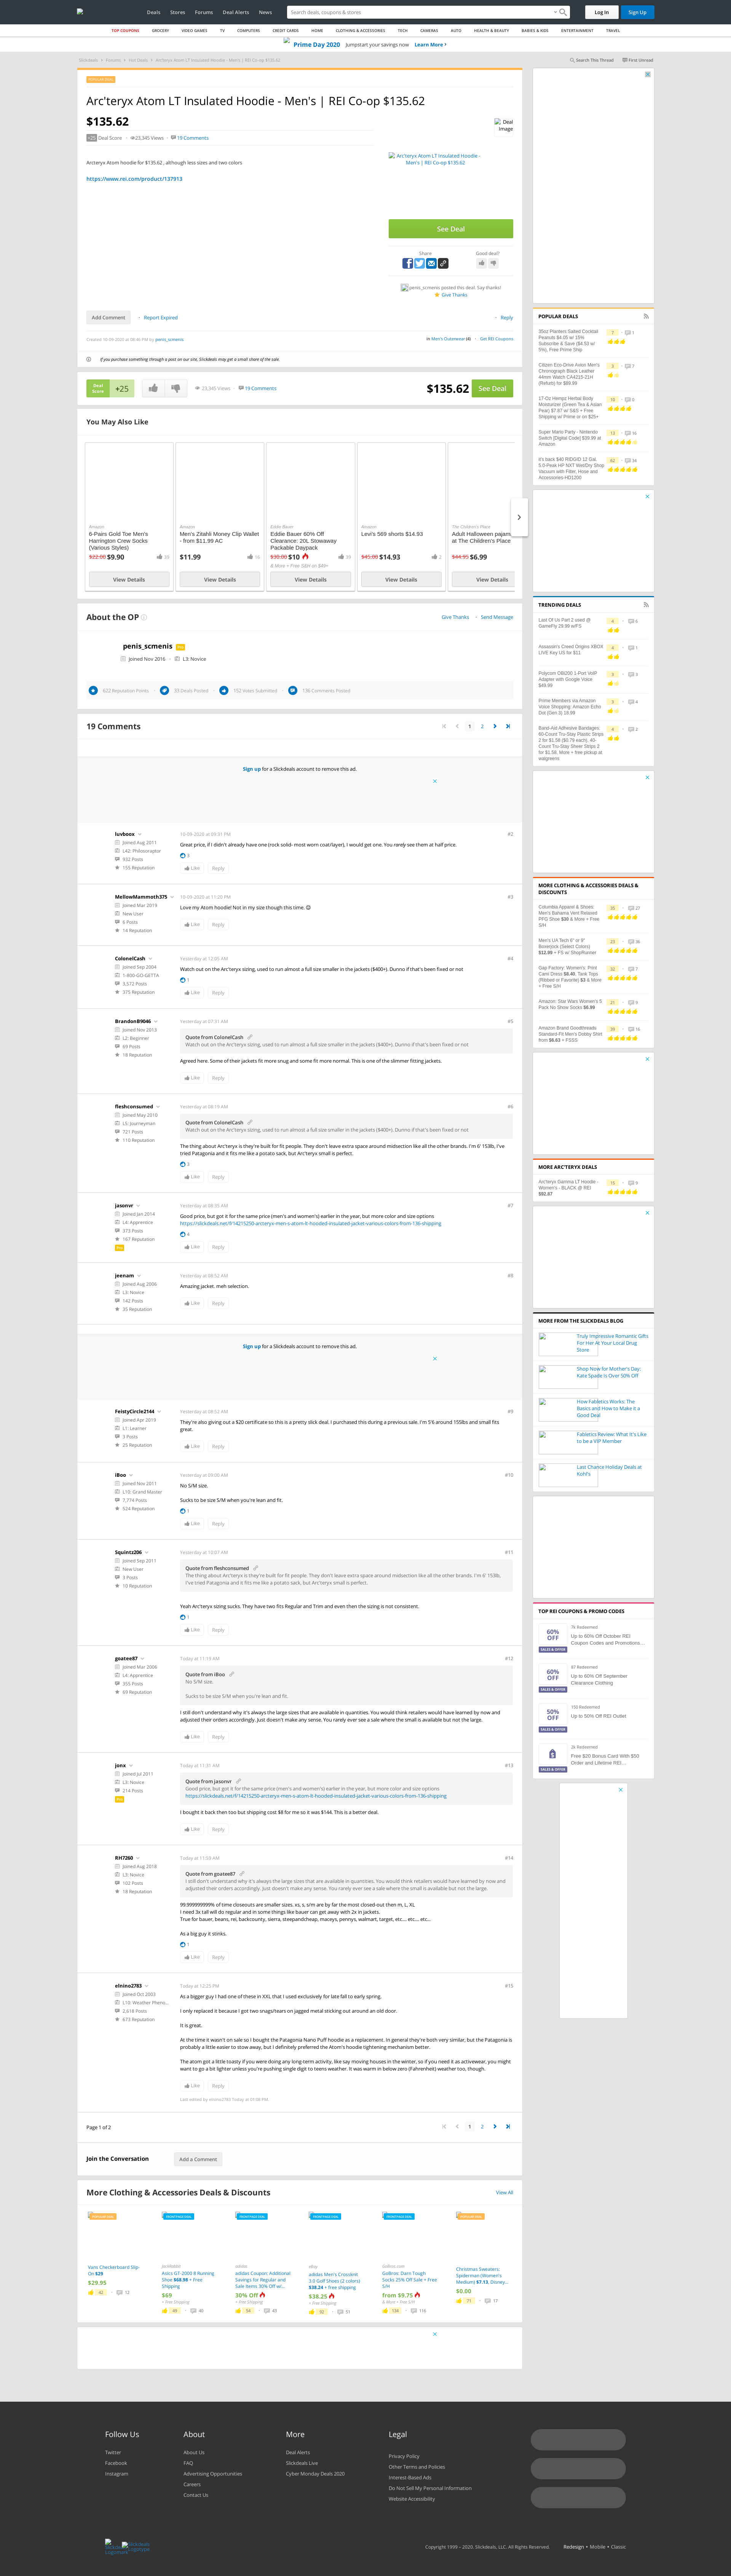 Deals Stores Forums Deal Alerts News
Search deals, coupons & stores
Log In Sign Up
TOP COUPONS GROCERY VIDEO GAMES TV COMPUTERS CREDIT CARDS HOME CLOTHING & ACCESSORIES TECH CAMERAS AUTO HEALTH & BEAUTY BABIES & KIDS ENTERTAINMENT TRAVEL
Prime Day 2020 Jumpstart your savings now Learn More
Slickdeals Forums Hot Deals Arc'teryx Atom LT Insulated Hoodie - Men's | REI Co-op $135.62
Search This Thread First Unread
Arc'teryx Atom LT Insulated Hoodie - Men's | REI Co-op $135.62
$135.62
+25 Deal Score 23,345 Views 19 Comments
Deal Image
Arcteryx Atom hoodie for $135.62 , although less sizes and two colors
https://www.rei.com/product/137913
Arc'teryx Atom LT Insulated Hoodie - Men's | REI Co-op $135.62
See Deal
Share Good deal?
penis_scmenis posted this deal. Say thanks!
Give Thanks
Add Comment Report Expired Reply
Created 10-09-2020 at 08:46 PM by penis_scmenis
in Men's Outerwear (4) Get REI Coupons
If you purchase something through a post on our site, Slickdeals may get a small share of the sale.
Deal Score +25 23,345 Views 19 Comments $135.62 See Deal
You May Also Like
Amazon
6-Pairs Gold Toe Men's Harrington Crew Socks (Various Styles)
$22.00 $9.90
View Details
Amazon
Men's Zitahli Money Clip Wallet - from $11.99 AC
$11.99
View Details
Eddie Bauer
Eddie Bauer 60% Off Clearance: 20L Stowaway Packable Daypack
$30.00 $10
& More + Free S&H on $49+
View Details
Amazon
Levi's 569 shorts $14.93
$45.00 $14.93
View Details
The Children's Place
Adult Halloween pajamas at The Children's Place
$44.95 $6.99
View Details
About the OP
Give Thanks Send Message
penis_scmenis
Joined Nov 2016 L3: Novice
622 Reputation Points 33 Deals Posted 152 Votes Submitted 136 Comments Posted
19 Comments
1 2
Sign up for a Slickdeals account to remove this ad.
luvboox
Joined Aug 2011
L42: Philosoraptor
932 Posts
155 Reputation
10-09-2020 at 09:51 PM #2
Great price, if I didn't already have one (rock solid- most worn coat/layer), I would get one. You rarely see them at half price.
3
Like Reply
MellowMammoth375
Joined Mar 2019
New User
6 Posts
14 Reputation
10-09-2020 at 11:20 PM #3
Love my Atom hoodie! Not in my size though this time.
Like Reply
ColonelCash
Joined Sep 2004
1-800-GO-GETTA
3,572 Posts
375 Reputation
Yesterday at 12:05 AM #4
Watch out on the Arc'teryx sizing, used to run almost a full size smaller in the jackets ($400+). Dunno if that's been fixed or not
1
Like Reply
BrandonB9046
Joined Nov 2013
L2: Beginner
69 Posts
18 Reputation
Yesterday at 07:31 AM #5
Quote from ColonelCash
Watch out on the Arc'teryx sizing, used to run almost a full size smaller in the jackets ($400+). Dunno if that's been fixed or not
Agreed here. Some of their jackets fit more snug and some fit more normal. This is one of the slimmer fitting jackets.
Like Reply
fleshconsumed
Joined May 2010
L5: Journeyman
721 Posts
110 Reputation
Yesterday at 08:19 AM #6
Quote from ColonelCash
Watch out on the Arc'teryx sizing, used to run almost a full size smaller in the jackets ($400+). Dunno if that's been fixed or not
The thing about Arc'teryx is they're built for fit people. They don't leave extra space around midsection like all the other brands. I'm 6' 153lb, I've tried Patagonia and it fits me like a potato sack, but Arc'teryx small is perfect.
3
Like Reply
jasonvr
Joined Jan 2014
L4: Apprentice
373 Posts
167 Reputation
Yesterday at 08:35 AM #7
Good price, but got it for the same price (men's and women's) earlier in the year, but more color and size options
https://slickdeals.net/f/14215250-arcteryx-men-s-atom-lt-hooded-insulated-jacket-various-colors-from-136-shipping
4
Like Reply
jeenam
Joined Aug 2006
L3: Novice
142 Posts
35 Reputation
Yesterday at 08:52 AM #8
Amazing jacket. meh selection.
Like Reply
Sign up for a Slickdeals account to remove this ad.
FeistyCircle2144
Joined Apr 2019
L1: Learner
3 Posts
25 Reputation
Yesterday at 08:52 AM #9
They're also giving out a $20 certificate so this is a pretty slick deal. I purchased this during a previous sale. I'm 5'6 around 155lbs and small fits great.
Like Reply
iBoo
Joined Nov 2011
L10: Grand Master
7,774 Posts
524 Reputation
Yesterday at 09:00 AM #10
No S/M size.
Sucks to be size S/M when you're lean and fit.
1
Like Reply
Squints206
Joined Sep 2011
New User
3 Posts
10 Reputation
Yesterday at 10:07 AM #11
Quote from fleshconsumed
The thing about Arc'teryx is they're built for fit people. They don't leave extra space around midsection like all the other brands. I'm 6' 153lb, I've tried Patagonia and it fits me like a potato sack, but Arc'teryx small is perfect.
Yeah Arc'teryx sizing sucks. They have two fits Regular and Trim and even then the sizing is not consistent.
1
Like Reply
goatee87
Joined Mar 2006
L4: Apprentice
355 Posts
69 Reputation
Today at 11:19 AM #12
Quote from iBoo
No S/M size.
Sucks to be size S/M when you're lean and fit.
I still don't understand why it's always the large sizes that are available in quantities. You would think retailers would have learned by now and adjusted their orders accordingly. Just doesn't make any sense. You rarely ever see a sale where the small is available but not the large.
Like Reply
jonx
Joined Jul 2011
L3: Novice
214 Posts
Today at 11:31 AM #13
Quote from jasonvr
Good price, but got it for the same price (men's and women's) earlier in the year, but more color and size options
https://slickdeals.net/f/14215250-arcteryx-men-s-atom-lt-hooded-insulated-jacket-various-colors-from-136-shipping
I bought it back then too but shipping cost $8 for me so it was $144. This is a better deal.
Like Reply
RH7260
Joined Aug 2018
L3: Novice
102 Posts
18 Reputation
Today at 11:59 AM #14
Quote from goatee87
I still don't understand why it's always the large sizes that are available in quantities. You would think retailers would have learned by now and adjusted their orders accordingly. Just doesn't make any sense. You rarely ever see a sale where the small is available but not the large.
99.9999999999% of time closeouts are smaller sizes. xs, s, s/m are by far the most closed-out then m, L, XL
I need 3x tall will do regular and in some things like bauer can get away with 2x in jackets.
True for bauer, beans, rei, backcounty, sierra, steepandcheap, maceys, penrys, walmart, target, etc.... etc.... etc...
As a big guy it stinks.
1
Like Reply
elnino2783
Joined Oct 2003
L10: Weather Pheno...
2,618 Posts
673 Reputation
Today at 12:25 PM #15
As a bigger guy I had one of these in XXL that I used exclusively for late fall to early spring.
I only replaced it because I got two snags/tears on jagged metal sticking out around an old door.
It is great.
At the time it wasn't on sale so I bought the Patagonia Nano Puff hoodie as a replacement. In general they're both very similar, but the Patagonia is probably a little easier to stow away, but I definitely preferred the Atom's hoodie tightening mechanism better.
The atom got a little toasty if you were doing any long-term activity, like say moving houses in the winter, so if you need it as activewear, you might want to go a bit lighter unless you're pushing single digit to teens weather. It was warm in below zero (Fahrenheit) weather too, though.
Like Reply
Last edited by elnino2783 Today at 01:08 PM.
Page 1 of 2
1 2
Join the Conversation Add a Comment
More Clothing & Accessories Deals & Discounts View All
Vans Checkerboard Slip On $29
$29.95
42 12
Asics GT-2000 9 Running Shoe $68.98 + Free Shipping
$69
+ Free Shipping
49 40
adidas
adidas Coupon: Additional Savings for Regular and Sale Items 30% Off w/...
30% Off
+ Free Shipping
54 49
eBay
adidas Men's Crossknit 3.0 Golf Shoes (2 colors) $38.24 + free shipping
$38.25
+ FREE Shipping
52 51
GoBros.com
GoBros: Darn Tough Socks 25% Off Sale + Free S/H
from $9.75
& More + Free S/H
134 116
Christmas Sweaters: Spiderman (Women's Medium) $7.13, Disney...
$0.00
71 17
POPULAR DEALS
35oz Planters Salted Cocktail Peanuts $4.05 w/ 15% Subscribe & Save ($4.53 w/ 5%), Free Prime Ship
Citizen Eco-Drive Avion Men's Chronograph Black Leather 44mm Watch CA4215-21H (Refurb) for $89.99
17-Oz Hempz Herbal Body Moisturizer (Green Tea & Asian Pear) $7.87 w/ S&S + Free Shipping w/ Prime or on $25+
Super Mario Party - Nintendo Switch [Digital Code] $39.99 at Amazon
It's back $40 RIDGID 12 Gal. 5.0-Peak HP NXT Wet/Dry Shop Vacuum with Filter, Hose and Accessories-HD1200
TRENDING DEALS
Last Of Us Part 2 used @ GameFly 29.99 w/FS
Assassin's Creed Origins XBOX LIVE Key US for $11
Polycom OBi200 1-Port VoIP Adapter with Google Voice $49.99
Prime Members via Amazon Voice Shopping: Amazon Echo Dot (Gen 3) 18.99
Band-Aid Adhesive Bandages: 60-Count Tru-Stay Plastic Strips 2 for $1.58 ($0.79 each), 40-Count Tru-Stay Sheer Strips 2 for $1.58, More + free pickup at walgreens
MORE CLOTHING & ACCESSORIES DEALS & DISCOUNTS
Columbia Apparel & Shoes: Men's Bahama Vent Relaxed PFG Shoe $30 & More + Free S/H
Men's UA Tech 6" or 9" Boxerjock (Select Colors) $12.99 + FS w/ ShopRunner
Gap Factory: Women's: Print Cami Dress $9.40, Tank Tops (Ribbed or Favorite) $3 & More + Free S/H
Amazon: Star Wars Women's 5 Pack No Show Socks $6.99
Amazon Brand Goodthreads Standard-Fit Men's Dobby Shirt from $6.63 + FSSS
MORE ARC'TERYX DEALS
Arc'teryx Gamma LT Hoodie - Women's - BLACK @ REI $92.87
MORE FROM THE SLICKDEALS BLOG
Truly Impressive Romantic Gifts For Her At Your Local Drug Store
Shop Now for Mother's Day: Kate Spade Is Over 50% Off
How Fabletics Works: The Basics and How to Make it a Good Deal
Fabletics Review: What It's Like to be a VIP Member
Last Chance Holiday Deals at Kohl's
TOP REI COUPONS & PROMO CODES
60% OFF
SALES & OFFER
Up to 60% Off October REI Coupon Codes and Promotions...
60% OFF
SALES & OFFER
87 Redeemed
Up to 60% Off September Clearance Clothing
50% OFF
SALES & OFFER
Up to 50% Off REI Outlet
SALES & OFFER
Free $20 Bonus Card With $50 Order and Lifetime REI...
Follow Us
Twitter
Facebook
Instagram
About
About Us
FAQ
Advertising Opportunities
Careers
Contact Us
More
Deal Alerts
Slickdeals Live
Cyber Monday Deals 2020
Legal
Privacy Policy
Other Terms and Policies
Interest-Based Ads
Do Not Sell My Personal Information
Website Accessibility
Copyright 1999 – 2020. Slickdeals, LLC. All Rights Reserved. Redesign • Mobile • Classic